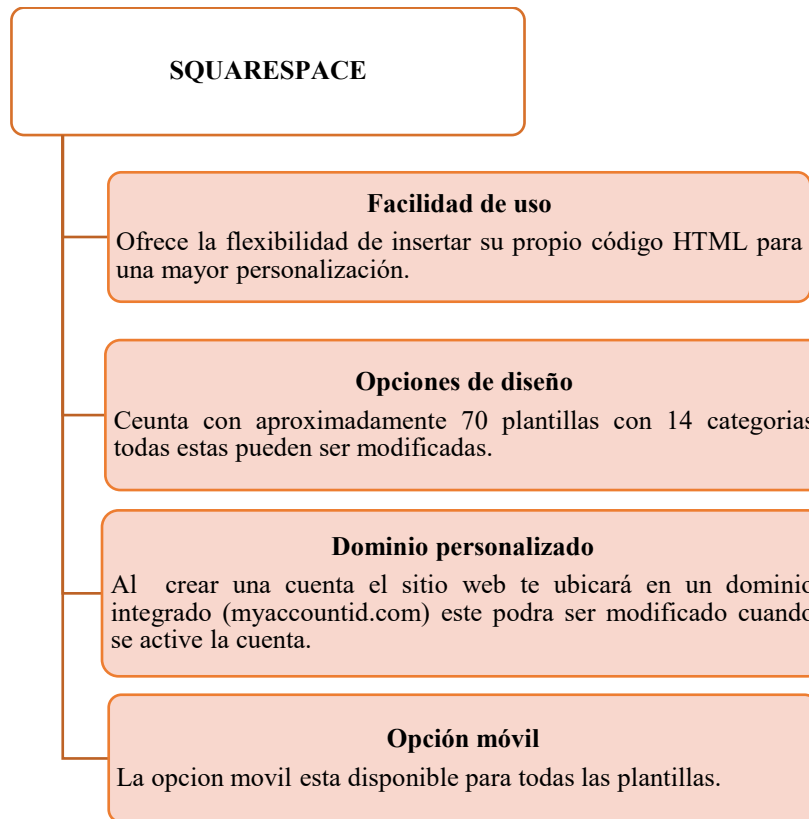 SQUARESPACE
Facilidad de uso
Ofrece la flexibilidad de insertar su propio código HTML para
una mayor personalización.
Opciones de diseño
Ceunta con aproximadamente 70 plantillas con 14 categorias
todas estas pueden ser modificadas.
Dominio personalizado
Al crear una cuenta el sitio web te ubicará en un dominio
integrado (myaccountid.com) este podra ser modificado cuando
se active la cuenta.
Opción móvil
La opcion movil esta disponible para todas las plantillas.